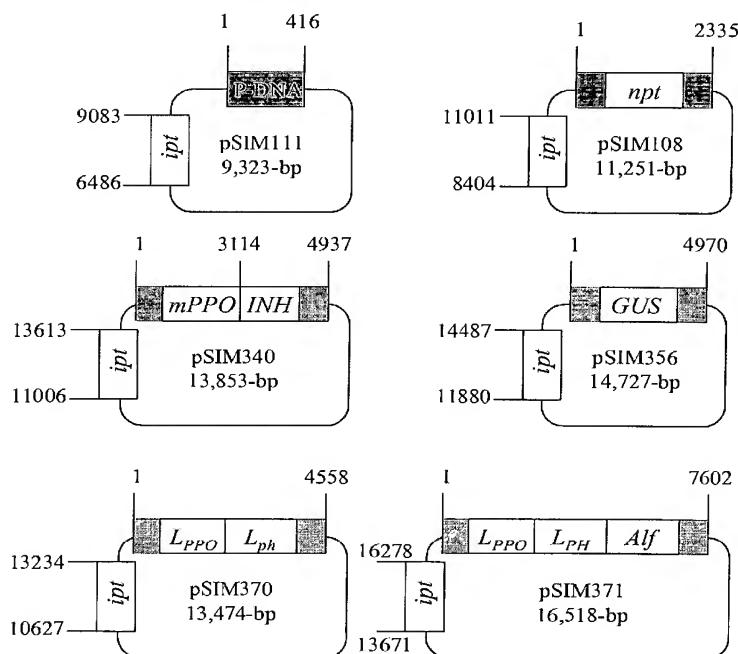 1 416
P-DNA
9083
ipt
6486
pSIM111
9,323-bp
1 2335
npt
11011
ipt
8404
pSIM108
11,251-bp
1 3114 4937
mPPO INH
13613
ipt
11006
pSIM340
13,853-bp
1 4970
GUS
14487
ipt
11880
pSIM356
14,727-bp
1 4558
LPPO Lph
13234
ipt
10627
pSIM370
13,474-bp
1 7602
LPPO LPH Alf
16278
ipt
13671
pSIM371
16,518-bp